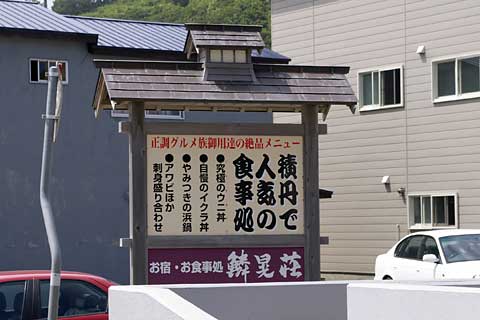 正調グルメ族御用達の絶品メニュー
積丹で
人気の
食事処
●究極のウニ丼
●自慢のイクラ丼
●やみつきの浜鍋
●アワビほか
刺身盛り合わせ
お宿・お食事処 鱗晃荘